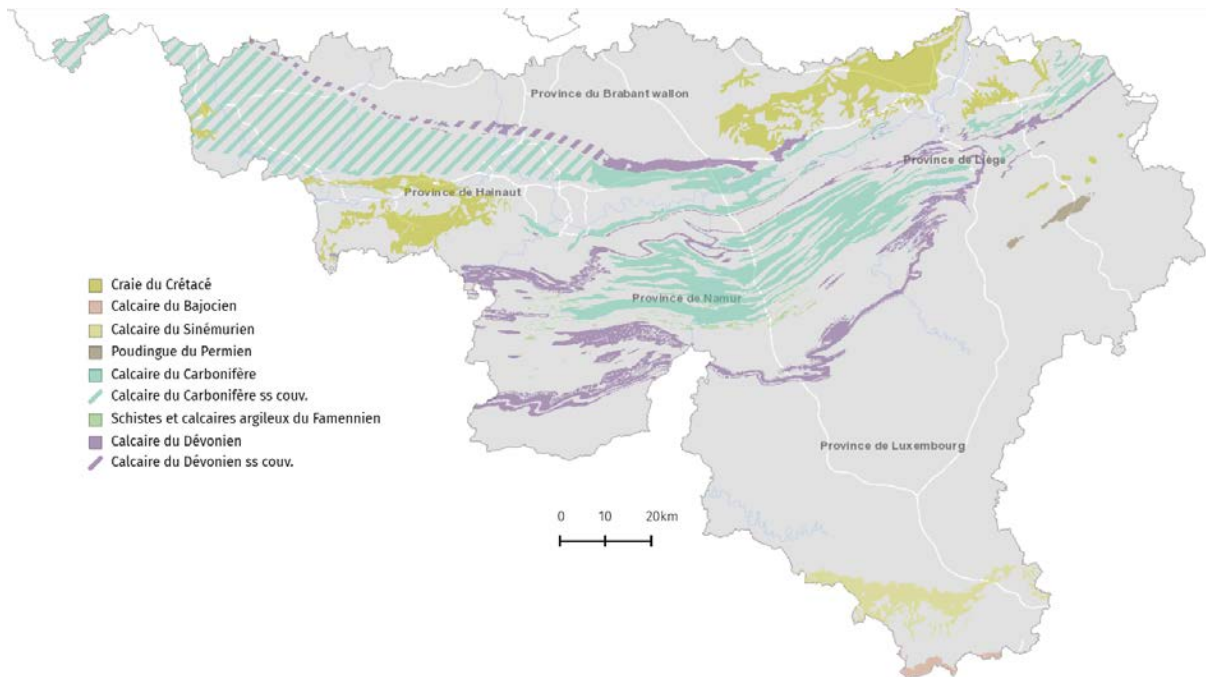 Province du Brabant wallon
Province de Liège
Province de Hainaut
Province de Namur
Province de Luxembourg
Craie du Crétacé
Calcaire du Bajocien
Calcaire du Sinémurien
Poudingue du Permien
Calcaire du Carbonifère
Calcaire du Carbonifère ss couv.
Schistes et calcaires argileux du Famennien
Calcaire du Dévonien
Calcaire du Dévonien ss couv.
0 10 20km